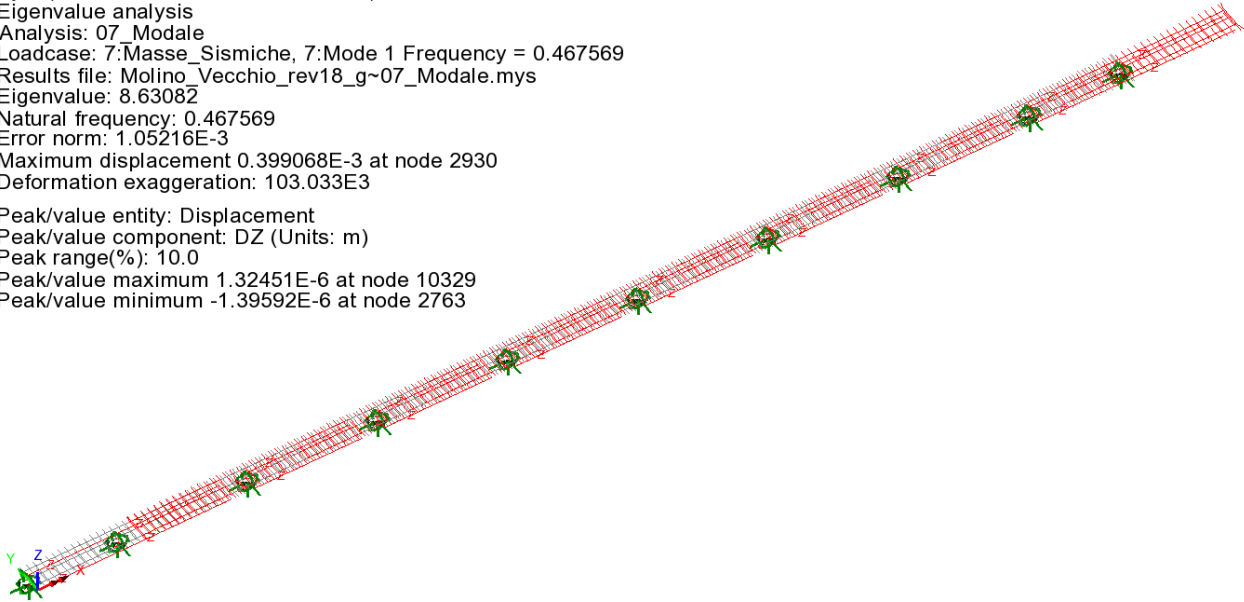 Eigenvalue analysis
Analysis: 07_Modale
Loadcase: 7:Masse_Sismiche, 7:Mode 1 Frequency = 0.467569
Results file: Molino_Vecchio_rev18_g~07_Modale.mys
Eigenvalue: 8.63082
Natural frequency: 0.467569
Error norm: 1.05216E-3
Maximum displacement 0.399068E-3 at node 2930
Deformation exaggeration: 103.033E3
Peak/value entity: Displacement
Peak/value component: DZ (Units: m)
Peak range(%): 10.0
Peak/value maximum 1.32451E-6 at node 10329
Peak/value minimum -1.39592E-6 at node 2763
Y
Z
X